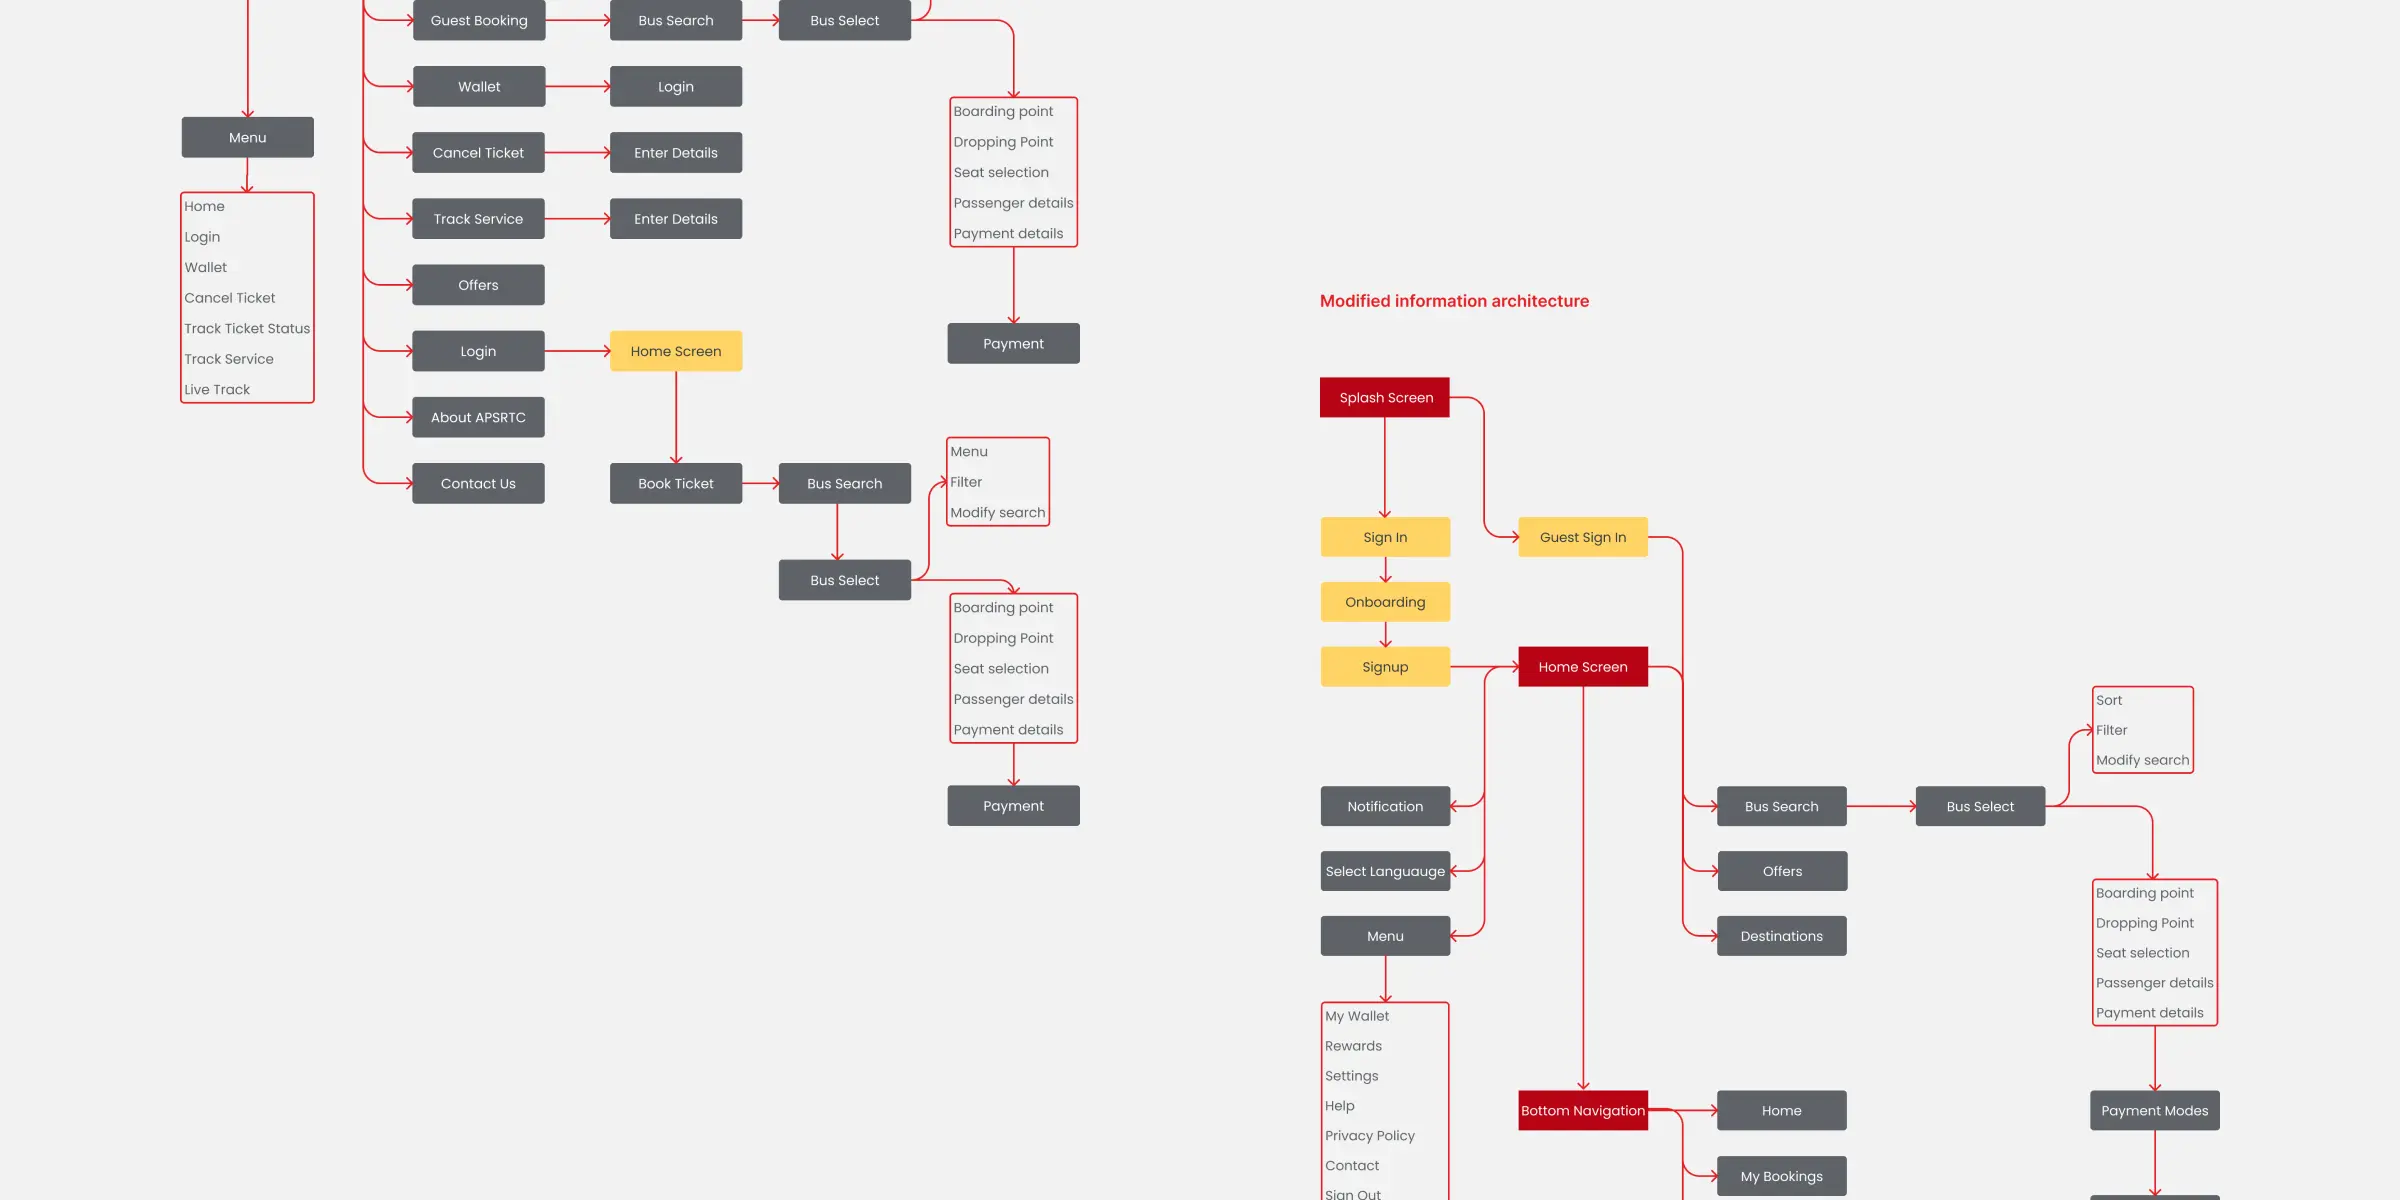 Guest Booking
Bus Search
Bus Select
Wallet
Login
Cancel Ticket
Enter Details
Track Service
Enter Details
Offers
Login
Home Screen
About APSRTC
Contact Us
Book Ticket
Bus Search
Bus Select
Menu
Home
Login
Wallet
Cancel Ticket
Track Ticket Status
Track Service
Live Track
Boarding point
Dropping Point
Seat selection
Passenger details
Payment details
Payment
Menu
Filter
Modify search
Boarding point
Dropping Point
Seat selection
Passenger details
Payment details
Payment
Modified information architecture
Splash Screen
Sign In
Guest Sign In
Onboarding
Signup
Home Screen
Notification
Select Languauge
Menu
My Wallet
Rewards
Settings
Help
Privacy Policy
Contact
Sign Out
Bus Search
Bus Select
Offers
Destinations
Sort
Filter
Modify search
Boarding point
Dropping Point
Seat selection
Passenger details
Payment details
Payment Modes
Bottom Navigation
Home
My Bookings